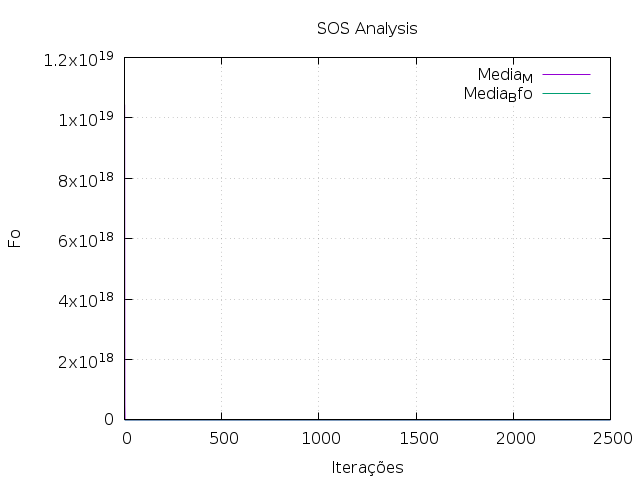 SOS Analysis
1.2x10^19
1x10^19
8x10^18
6x10^18
4x10^18
2x10^18
0
Fo
Media_M
Media_Bfo
0 500 1000 1500 2000 2500
Iterações